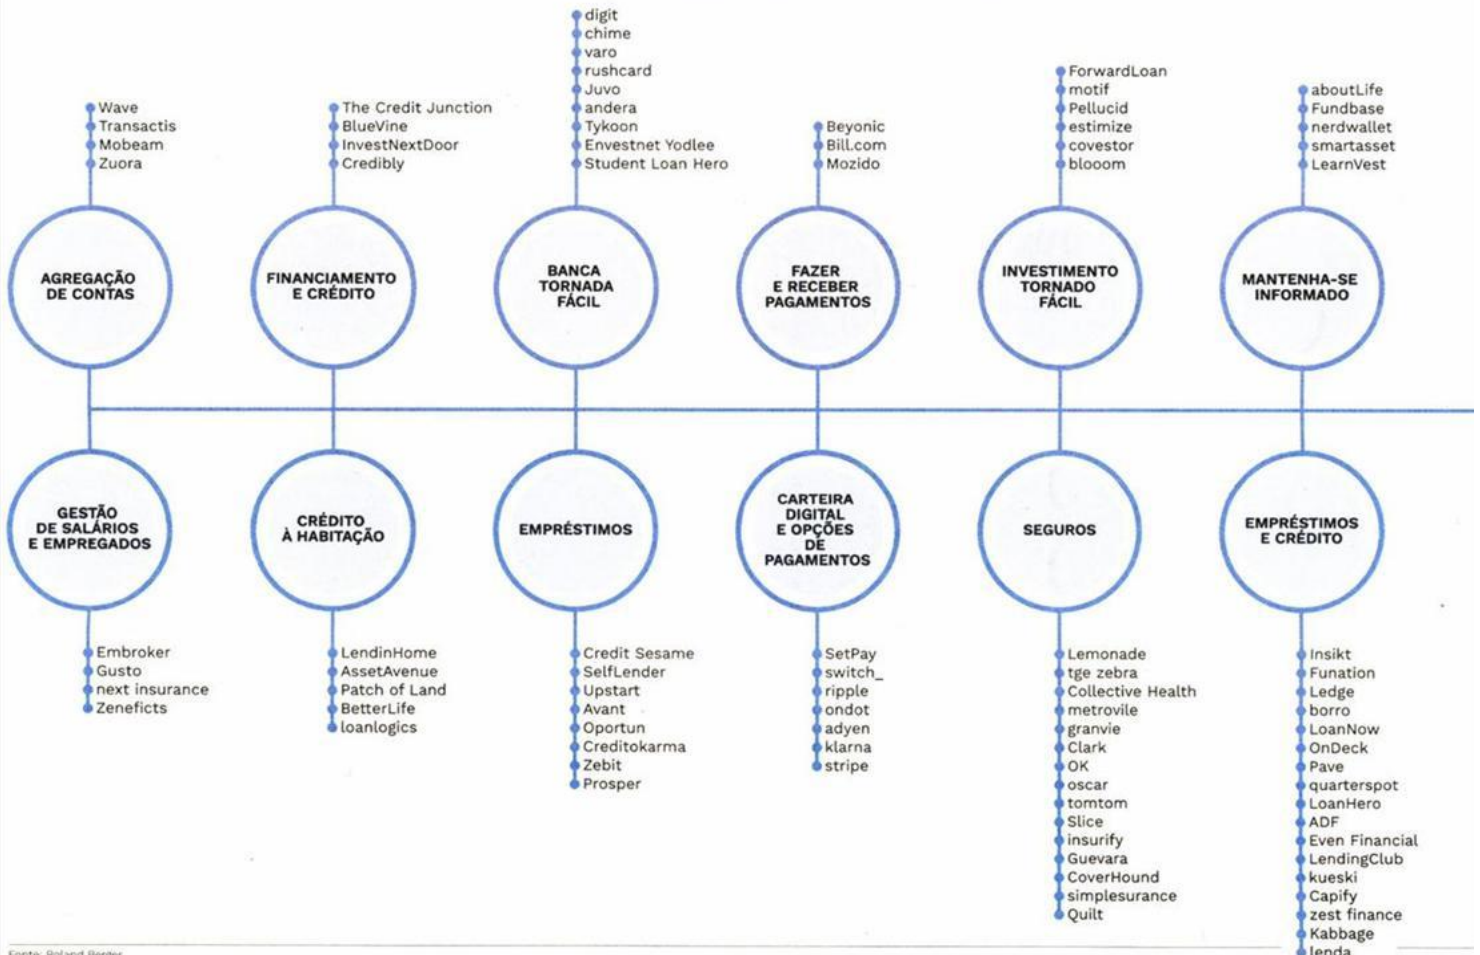 Wave
Transactis
Mobeam
Zuora
AGREGAÇÃO
DE CONTAS
The Credit Junction
BlueVine
InvestNextDoor
Credibly
FINANCIAMENTO
E CRÉDITO
digit
chime
varo
rushcard
Juvo
andera
Tykoon
Envestnet Yodlee
Student Loan Hero
BANCA
TORNADA
FÁCIL
Beyonic
Bill.com
Mozido
FAZER
E RECEBER
PAGAMENTOS
ForwardLoan
motif
Pellucid
estimize
covestor
blooom
INVESTIMENTO
TORNADO
FÁCIL
aboutLife
Fundbase
nerdwallet
smartasset
LearnVest
MANTENHA-SE
INFORMADO
GESTÃO
DE SALÁRIOS
E EMPREGADOS
Embroker
Gusto
next insurance
Zeneficts
CRÉDITO
À HABITAÇÃO
LendinHome
AssetAvenue
Patch of Land
BetterLife
loanlogics
EMPRÉSTIMOS
Credit Sesame
SelfLender
Upstart
Avant
Oportun
Creditokarma
Zebit
Prosper
CARTEIRA
DIGITAL
E OPÇÕES
DE
PAGAMENTOS
SetPay
switch_
ripple
ondot
adyen
klarna
stripe
SEGUROS
Lemonade
tge zebra
Collective Health
metrovile
granvie
Clark
OK
oscar
tomtom
Slice
insurify
Guevara
CoverHound
simplesurance
Quilt
EMPRÉSTIMOS
E CRÉDITO
Insikt
Funation
Ledge
borro
LoanNow
OnDeck
Pave
quarterspot
LoanHero
ADF
Even Financial
LendingClub
kueski
Capify
zest finance
Kabbage
lenda
Fonte: Roland Berger